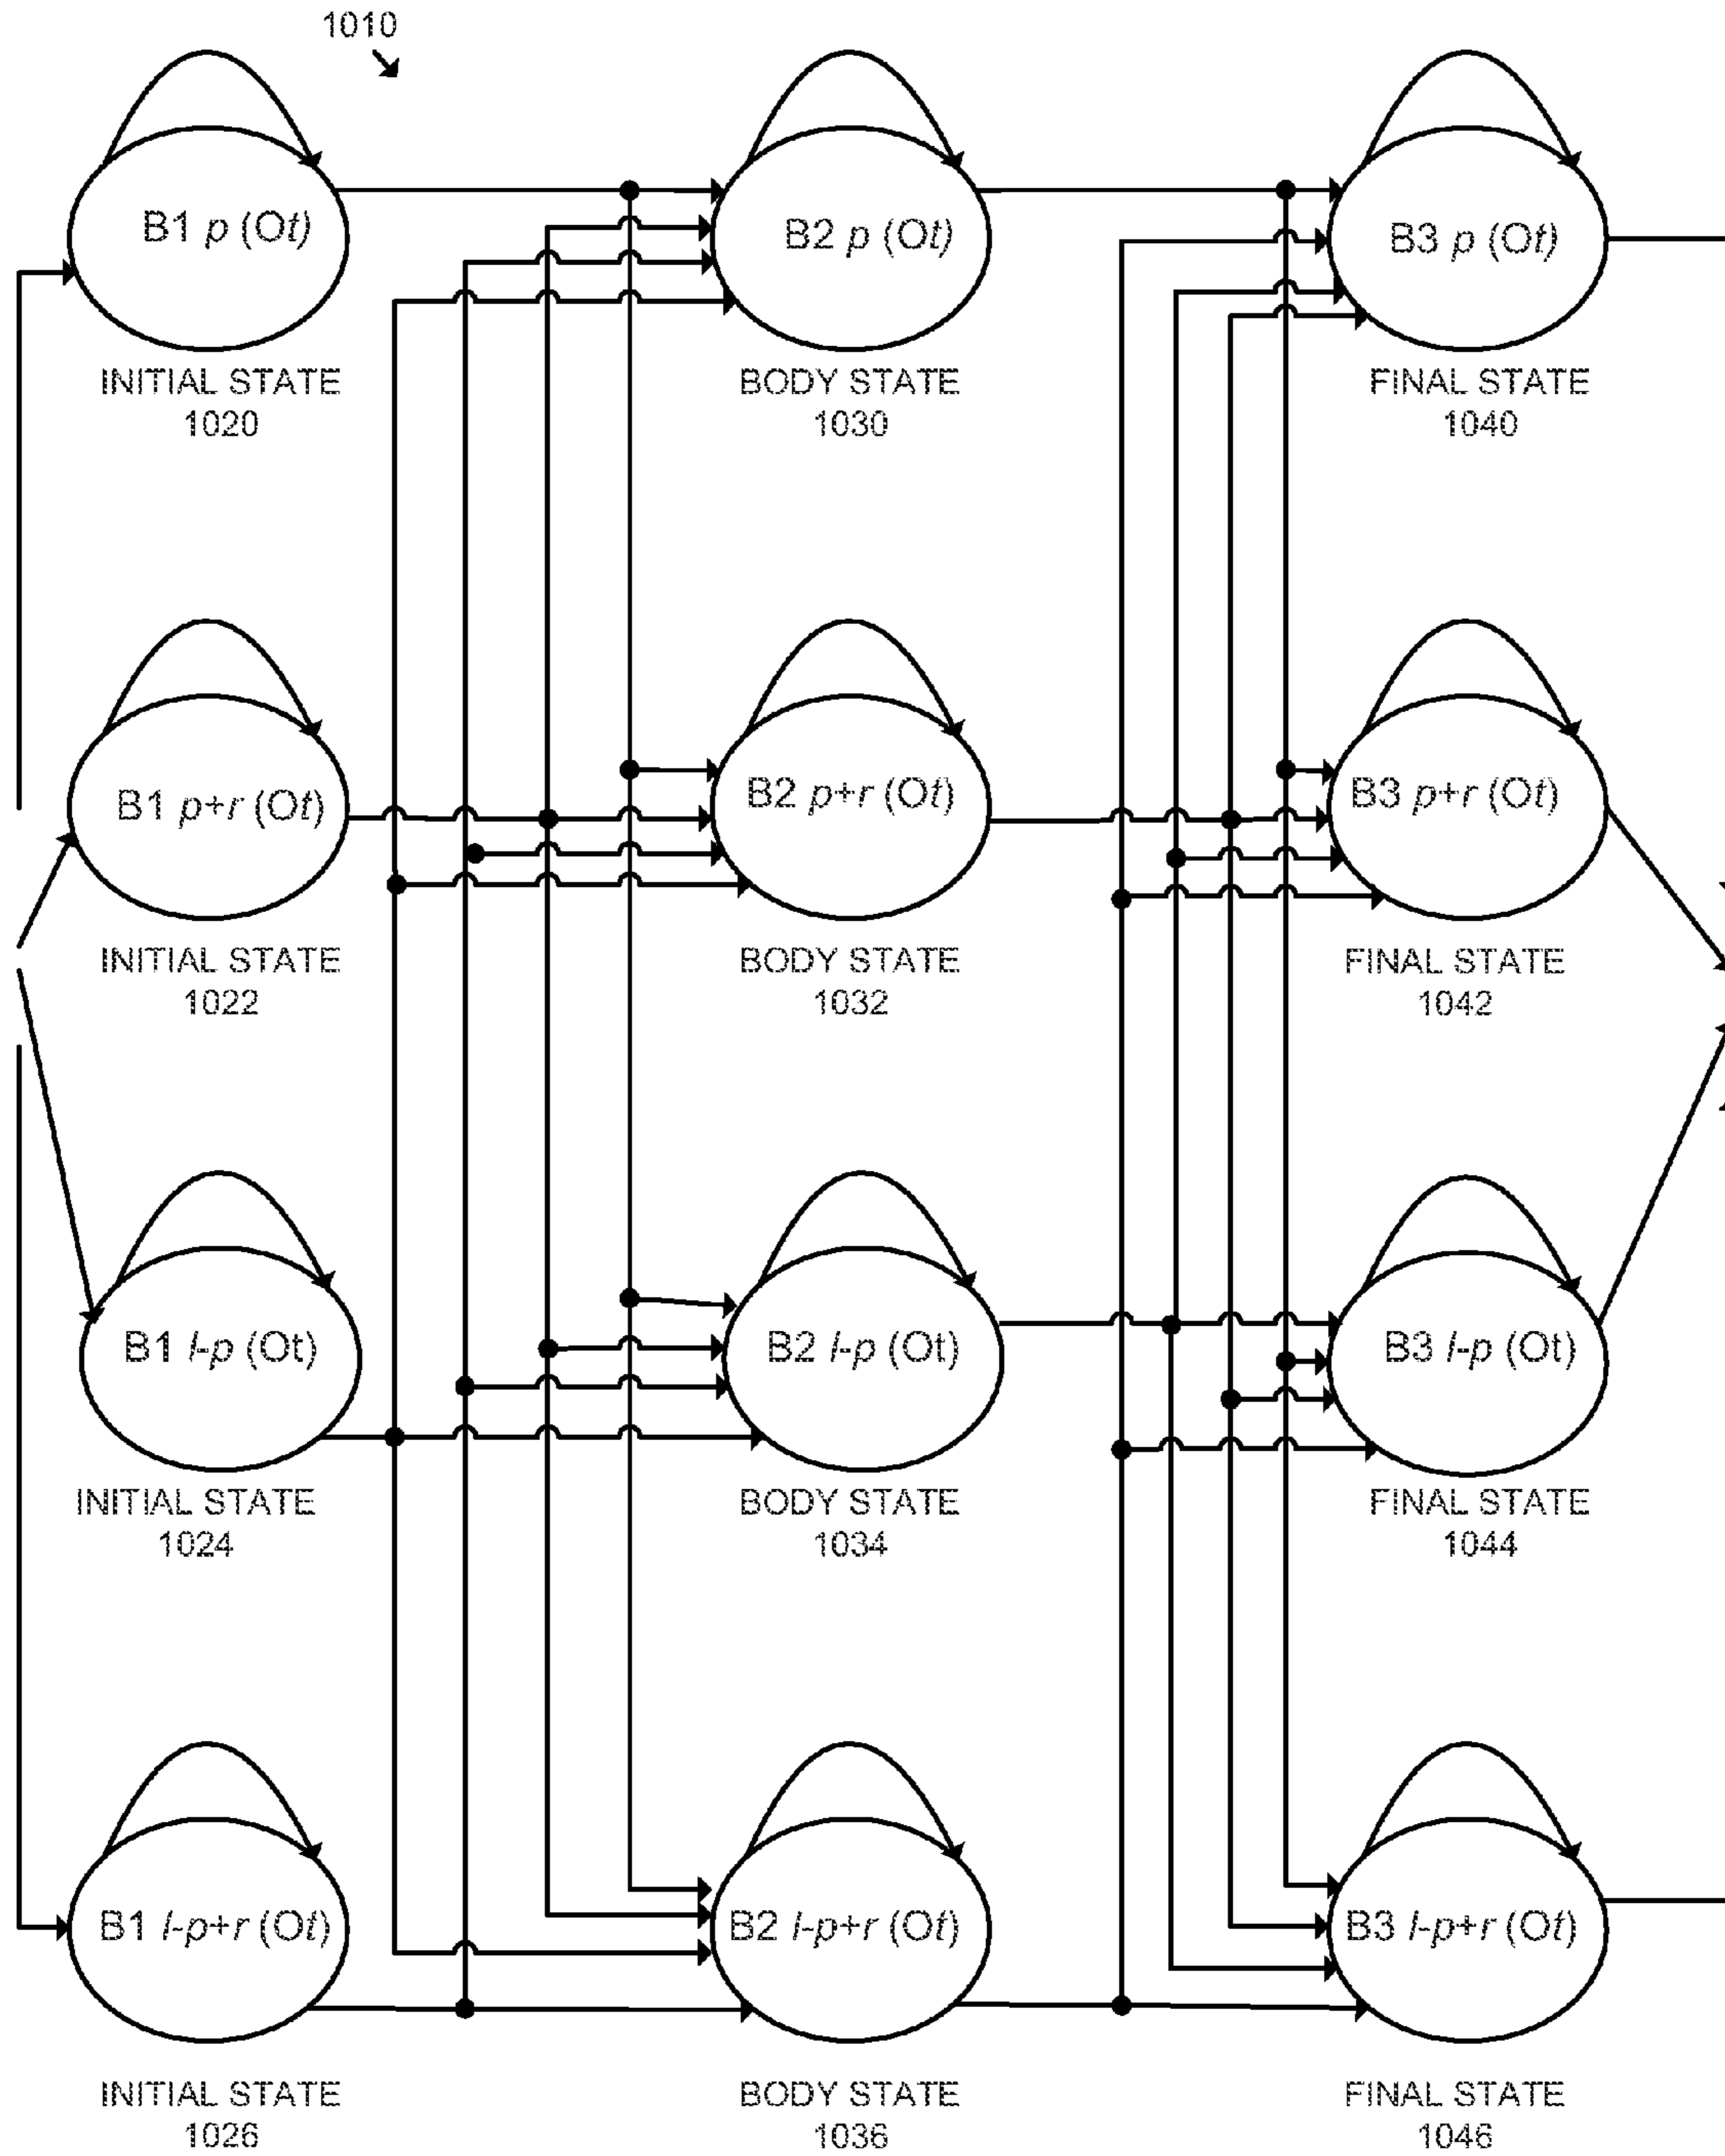 1010
B1 p (Ot)
B2 p (Ot)
B3 p (Ot)
INITIAL STATE
1020
BODY STATE
1030
FINAL STATE
1040
B1 p+r (Ot)
B2 p+r (Ot)
B3 p+r (Ot)
INITIAL STATE
1022
BODY STATE
1032
FINAL STATE
1042
B1 l-p (Ot)
B2 l-p (Ot)
B3 l-p (Ot)
INITIAL STATE
1024
BODY STATE
1034
FINAL STATE
1044
B1 l-p+r (Ot)
B2 l-p+r (Ot)
B3 l-p+r (Ot)
INITIAL STATE
1026
BODY STATE
1036
FINAL STATE
1046